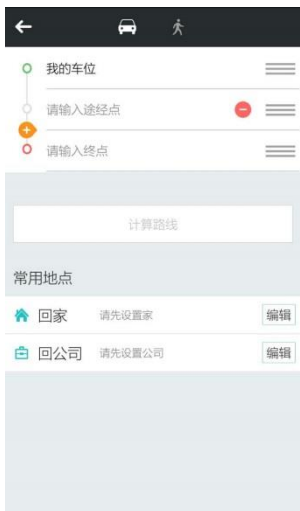 我的车位
请输入途经点
请输入终点
计算路线
常用地点
回家 请先设置家 编辑
回公司 请先设置公司 编辑